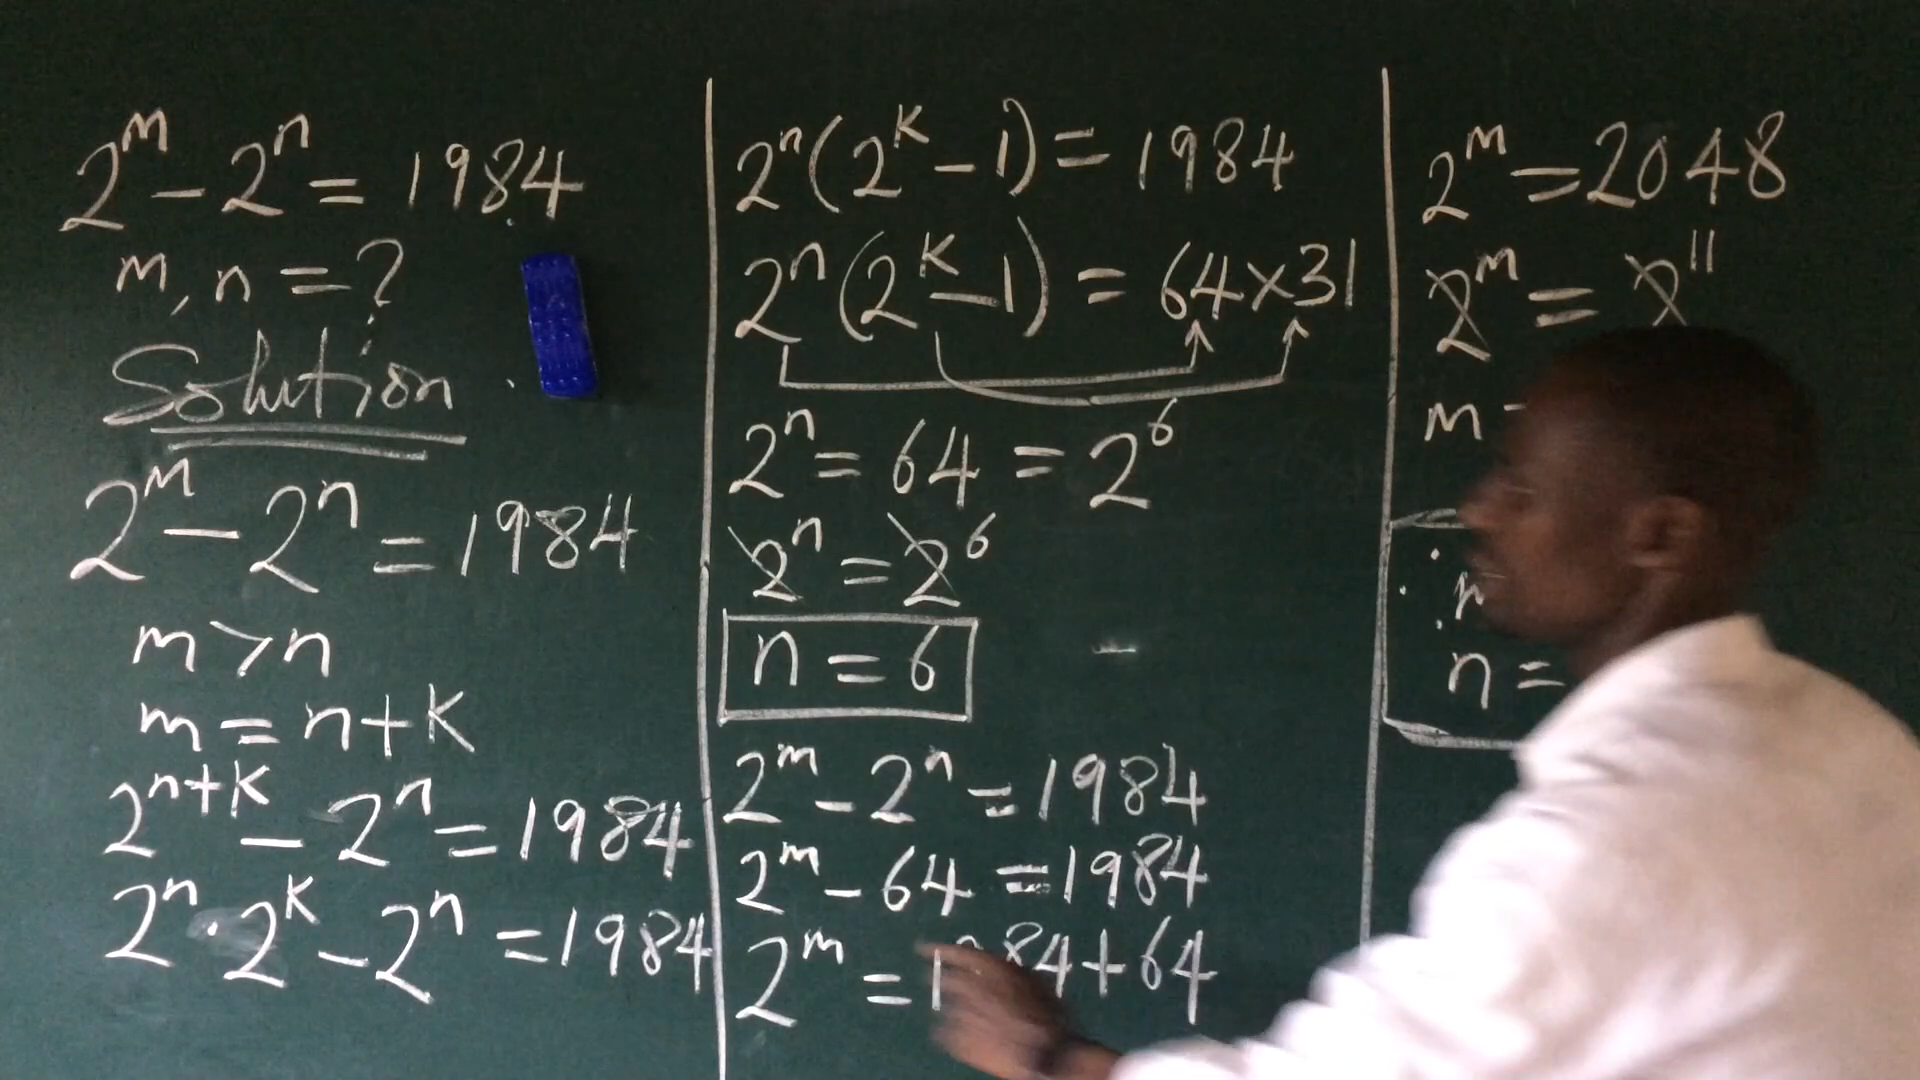 2^m - 2^n = 1984
m, n = ?
Solution
2^m - 2^n = 1984
m > n
m = n + k
2^{n+k} - 2^n = 1984
2^n · 2^k - 2^n = 1984
2^n (2^k - 1) = 1984
2^n (2^k - 1) = 64 × 31
2^n = 64 = 2^6
2^n = 2^6
n = 6
2^m - 2^n = 1984
2^m - 64 = 1984
2^m = 1 84 + 64
2^m = 2048
2^m = 2^11
m
n =